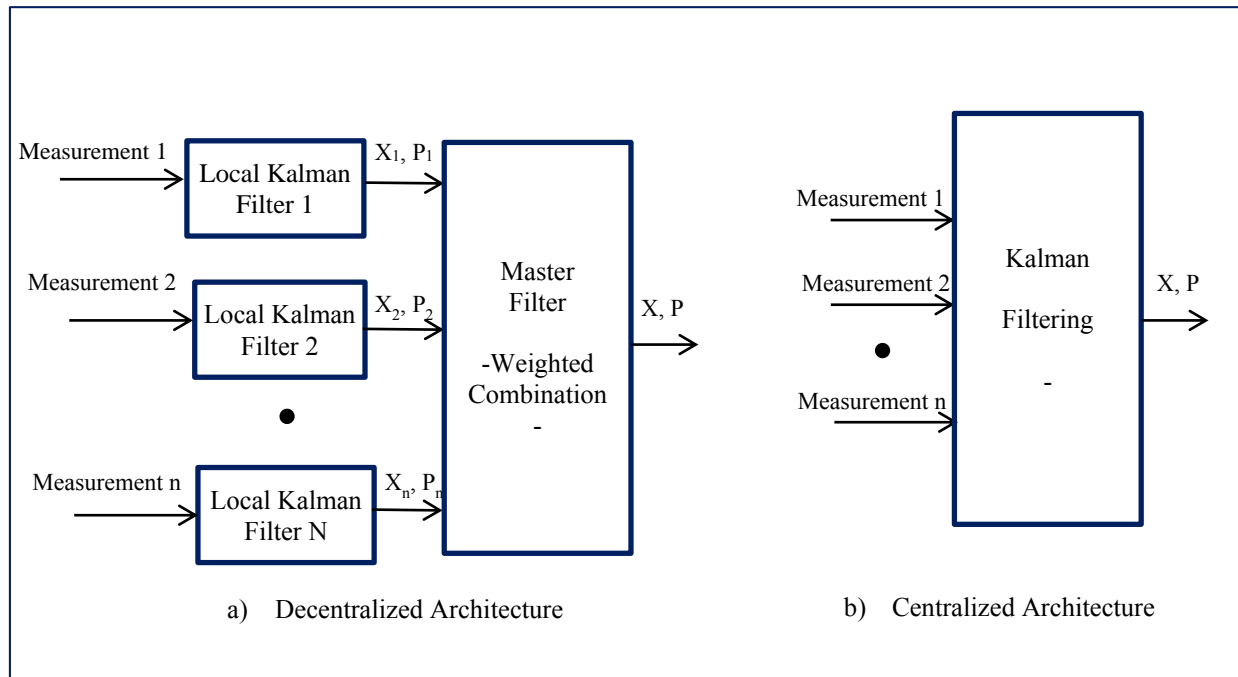 Measurement 1
Local Kalman
Filter 1
X₁, P₁
Measurement 2
Local Kalman
Filter 2
X₂, P₂
Measurement n
Local Kalman
Filter N
Xₙ, Pₙ
Master
Filter
-Weighted
Combination
-
X, P
a) Decentralized Architecture
Measurement 1
Measurement 2
Measurement n
Kalman
Filtering
-
X, P
b) Centralized Architecture